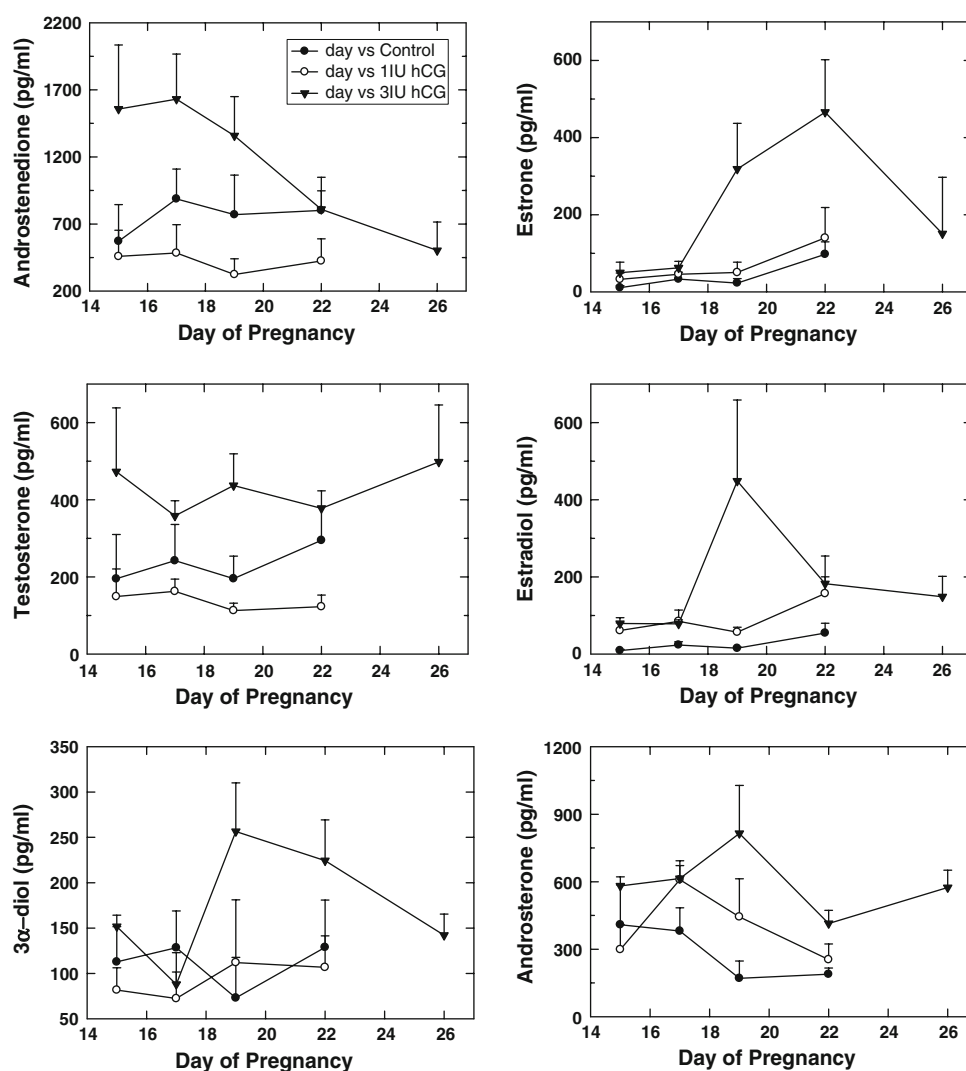 Androstenedione (pg/ml)
2200
1700
1200
700
200
day vs Control
day vs 1IU hCG
day vs 3IU hCG
14 16 18 20 22 24 26
Day of Pregnancy
Estrone (pg/ml)
600
400
200
0
14 16 18 20 22 24 26
Day of Pregnancy
Testosterone (pg/ml)
600
400
200
0
14 16 18 20 22 24 26
Day of Pregnancy
Estradiol (pg/ml)
600
400
200
0
14 16 18 20 22 24 26
Day of Pregnancy
3α–diol (pg/ml)
350
300
250
200
150
100
50
14 16 18 20 22 24 26
Day of Pregnancy
Androsterone (pg/ml)
1200
900
600
300
0
14 16 18 20 22 24 26
Day of Pregnancy